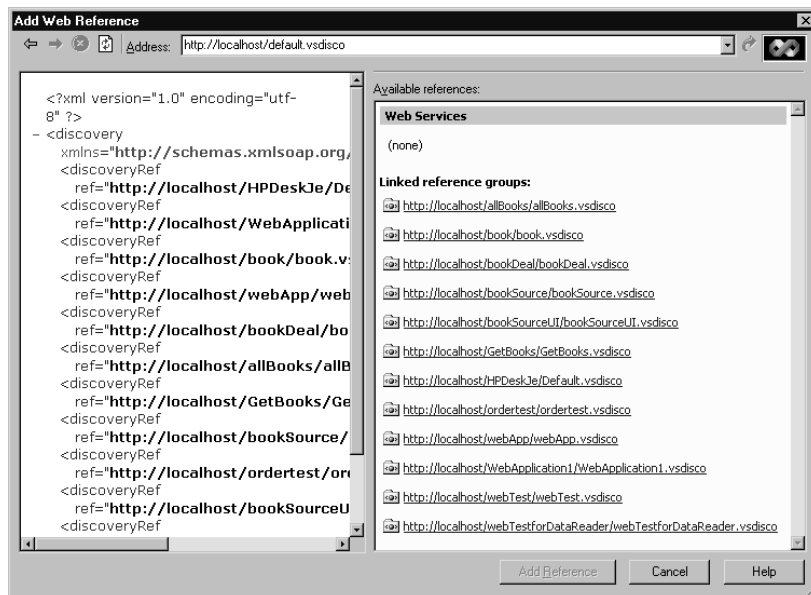 Add Web Reference
Address: http://localhost/default.vsdisco
<?xml version="1.0" encoding="utf-
8" ?>
– <discovery
xmlns="http://schemas.xmlsoap.org/
<discoveryRef
ref="http://localhost/HPDeskJe/De
<discoveryRef
ref="http://localhost/WebApplicati
<discoveryRef
ref="http://localhost/book/book.v
<discoveryRef
ref="http://localhost/webApp/web
<discoveryRef
ref="http://localhost/bookDeal/bo
<discoveryRef
ref="http://localhost/allBooks/allB
<discoveryRef
ref="http://localhost/GetBooks/Ge
<discoveryRef
ref="http://localhost/bookSource/
<discoveryRef
ref="http://localhost/ordertest/ord
<discoveryRef
ref="http://localhost/bookSourceU
<discoveryRef
Available references:
Web Services
(none)
Linked reference groups:
http://localhost/allBooks/allBooks.vsdisco
http://localhost/book/book.vsdisco
http://localhost/bookDeal/bookDeal.vsdisco
http://localhost/bookSource/bookSource.vsdisco
http://localhost/bookSourceUI/bookSourceUI.vsdisco
http://localhost/GetBooks/GetBooks.vsdisco
http://localhost/HPDeskJe/Default.vsdisco
http://localhost/ordertest/ordertest.vsdisco
http://localhost/webApp/webApp.vsdisco
http://localhost/WebApplication1/WebApplication1.vsdisco
http://localhost/webTest/webTest.vsdisco
http://localhost/webTestforDataReader/webTestforDataReader.vsdisco
Add Reference Cancel Help